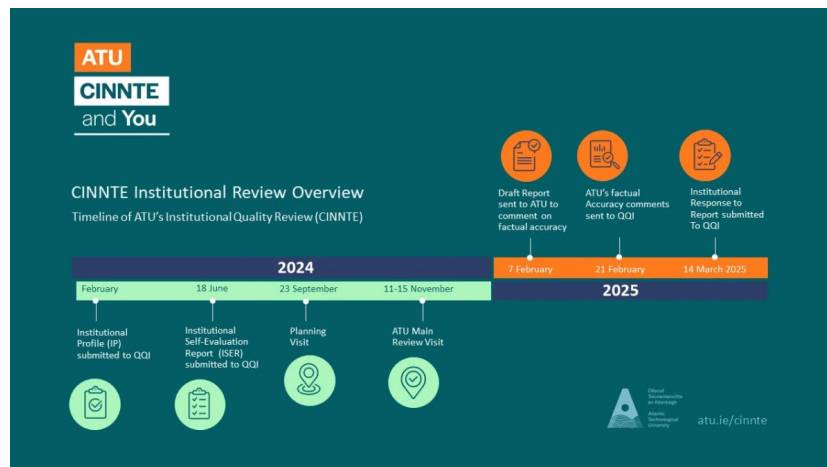 ATU
CINNTE
and You
CINNTE Institutional Review Overview
Timeline of ATU's Institutional Quality Review (CINNTE)
Draft Report
sent to ATU to
comment on
factual accuracy
ATU's factual
Accuracy comments
sent to QQI
Institutional
Response to
Report submitted
To QQI
2024
7 February
21 February
14 March 2025
February
18 June
23 September
11-15 November
2025
Institutional
Profile (IP)
submitted to QQI
Institutional
Self-Evaluation
Report (ISER)
submitted to QQI
Planning
Visit
ATU Main
Review Visit
Ollscoil
Teicneolaíochta
an Atlantaigh
Atlantic
Technological
University
atu.ie/cinnte